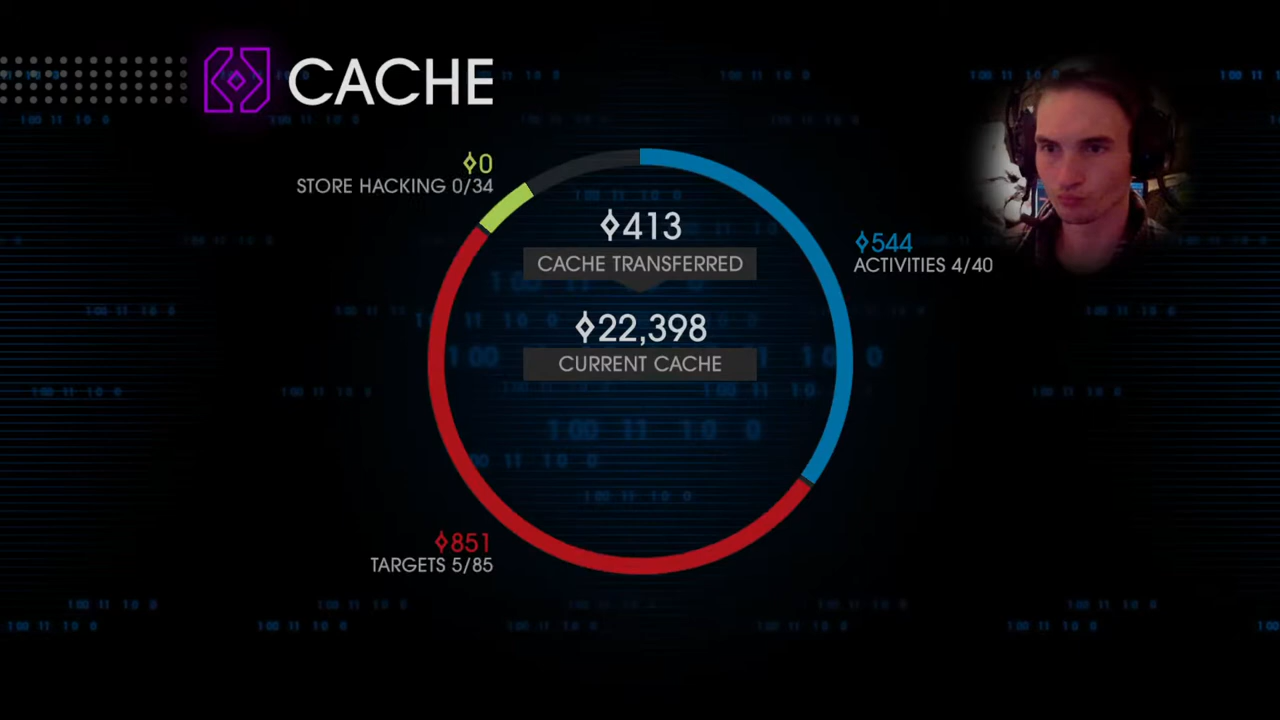 CACHE
0
STORE HACKING 0/34
413
CACHE TRANSFERRED
544
ACTIVITIES 4/40
22,398
CURRENT CACHE
851
TARGETS 5/85